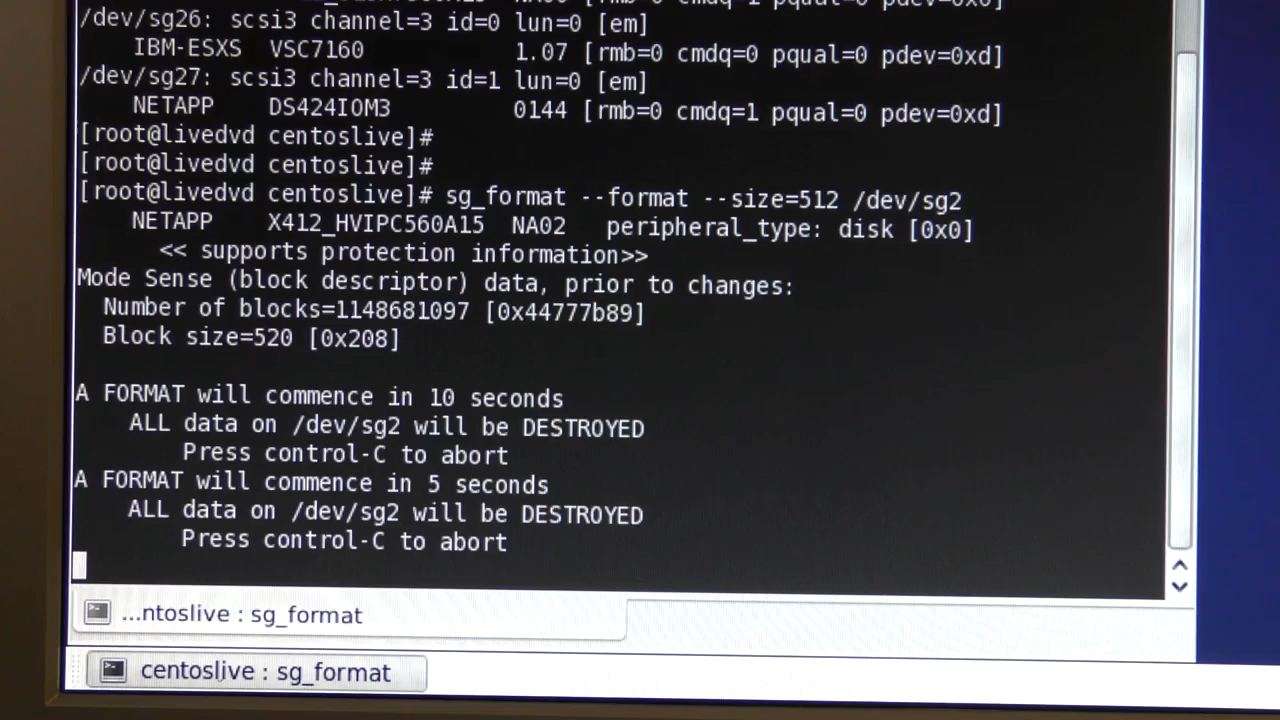 cmdq=1 pqual=0 pdev=0x0]
/dev/sg26: scsi3 channel=3 id=0 lun=0 [em]
IBM-ESXS VSC7160 1.07 [rmb=0 cmdq=0 pqual=0 pdev=0xd]
/dev/sg27: scsi3 channel=3 id=1 lun=0 [em]
NETAPP DS424IOM3 0144 [rmb=0 cmdq=1 pqual=0 pdev=0xd]
[root@livedvd centoslive]#
[root@livedvd centoslive]#
[root@livedvd centoslive]# sg_format --format --size=512 /dev/sg2
NETAPP X412_HVIPC560A15 NA02 peripheral_type: disk [0x0]
<< supports protection information>>
Mode Sense (block descriptor) data, prior to changes:
Number of blocks=1148681097 [0x44777b89]
Block size=520 [0x208]
A FORMAT will commence in 10 seconds
ALL data on /dev/sg2 will be DESTROYED
Press control-C to abort
A FORMAT will commence in 5 seconds
ALL data on /dev/sg2 will be DESTROYED
Press control-C to abort
...ntoslive : sg_format
centoslive : sg_format